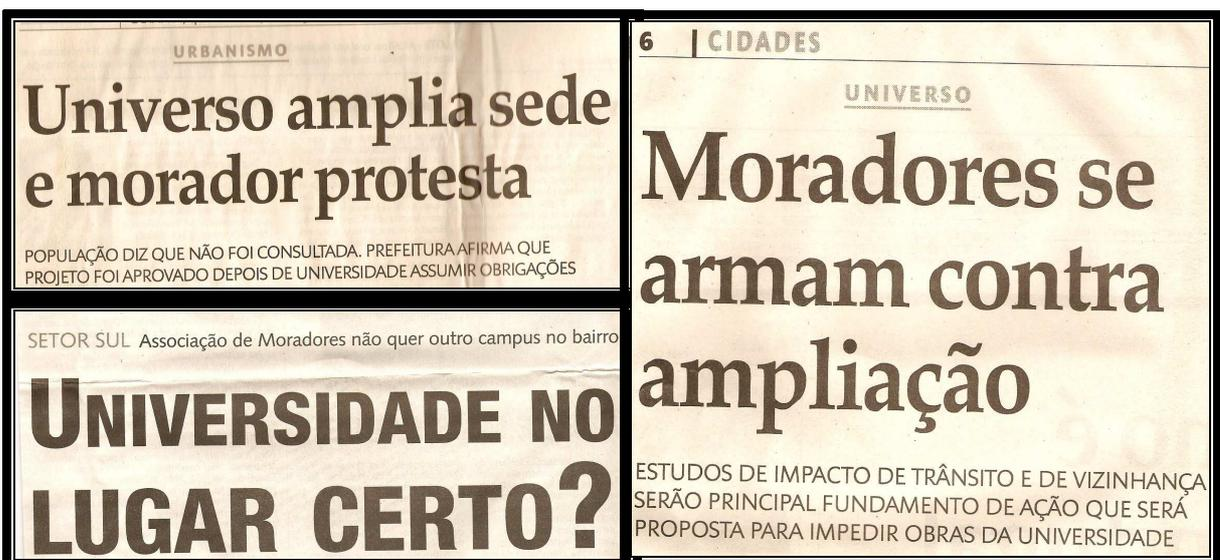 URBANISMO
Universo amplia sede
e morador protesta
POPULAÇÃO DIZ QUE NÃO FOI CONSULTADA. PREFEITURA AFIRMA QUE
PROJETO FOI APROVADO DEPOIS DE UNIVERSIDADE ASSUMIR OBRIGAÇÕES
SETOR SUL Associação de Moradores não quer outro campus no bairro
UNIVERSIDADE NO
LUGAR CERTO?
6 | CIDADES
UNIVERSO
Moradores se
armam contra
ampliação
ESTUDOS DE IMPACTO DE TRÂNSITO E DE VIZINHANÇA
SERÃO PRINCIPAL FUNDAMENTO DE AÇÃO QUE SERÁ
PROPOSTA PARA IMPEDIR OBRAS DA UNIVERSIDADE